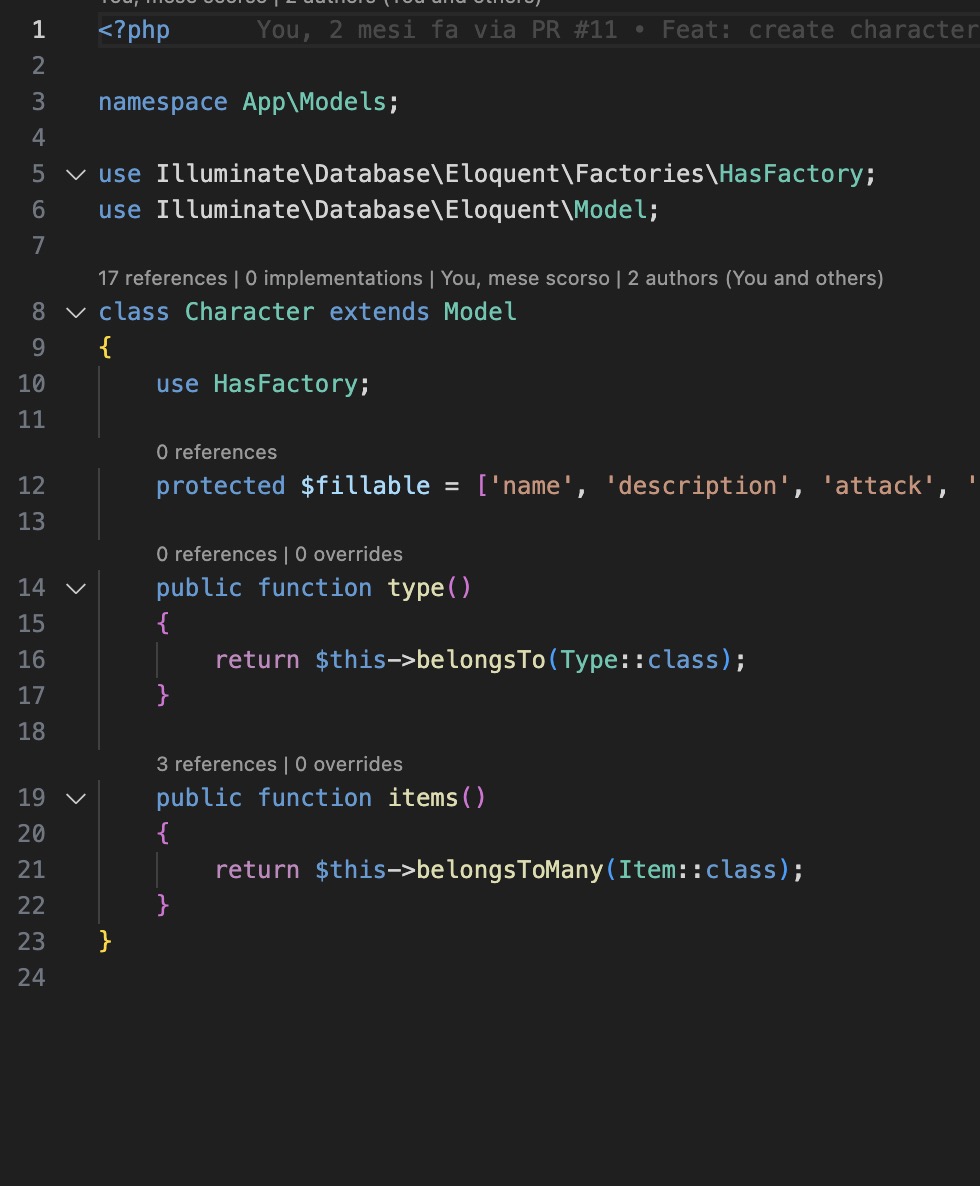 You, mese scorso | 2 authors (You and others)
1 <?php You, 2 mesi fa via PR #11 • Feat: create character
2
3 namespace App\Models;
4
5 use Illuminate\Database\Eloquent\Factories\HasFactory;
6 use Illuminate\Database\Eloquent\Model;
7
17 references | 0 implementations | You, mese scorso | 2 authors (You and others)
8 class Character extends Model
9 {
10 use HasFactory;
11
0 references
12 protected $fillable = ['name', 'description', 'attack', '
13
0 references | 0 overrides
14 public function type()
15 {
16 return $this->belongsTo(Type::class);
17 }
18
3 references | 0 overrides
19 public function items()
20 {
21 return $this->belongsToMany(Item::class);
22 }
23 }
24